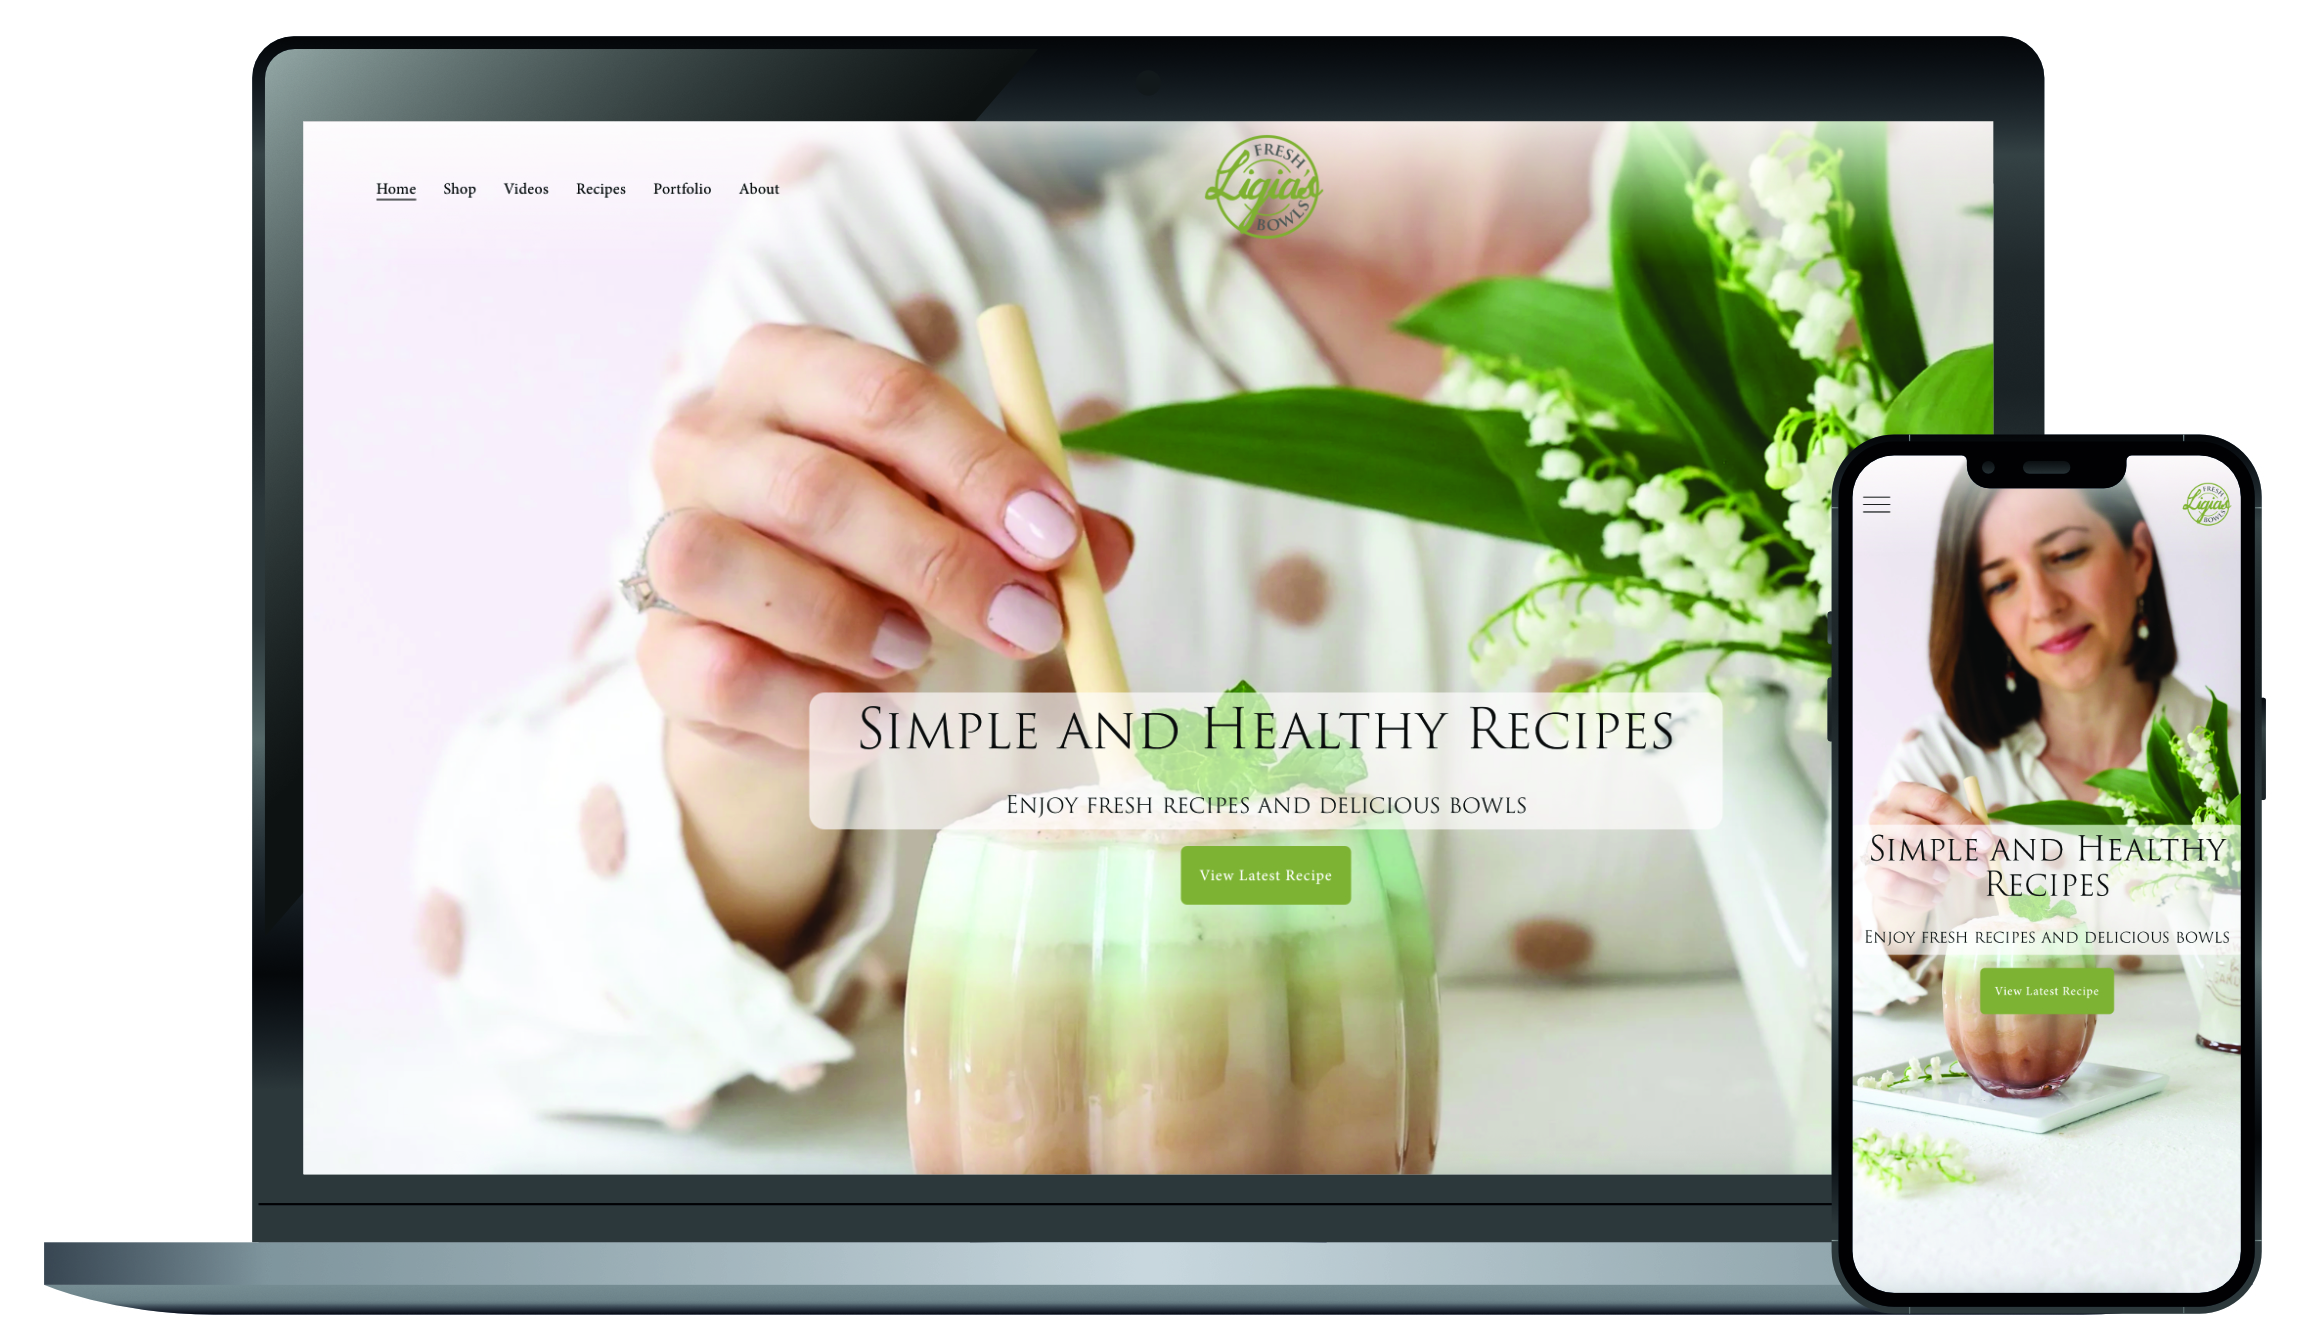 Home Shop Videos Recipes Portfolio About
FRESH
Ligia's
BOWLS
Simple and Healthy Recipes
Enjoy fresh recipes and delicious bowls
View Latest Recipe
FRESH
Ligia's
BOWLS
Simple and Healthy
Recipes
Enjoy fresh recipes and delicious bowls
View Latest Recipe